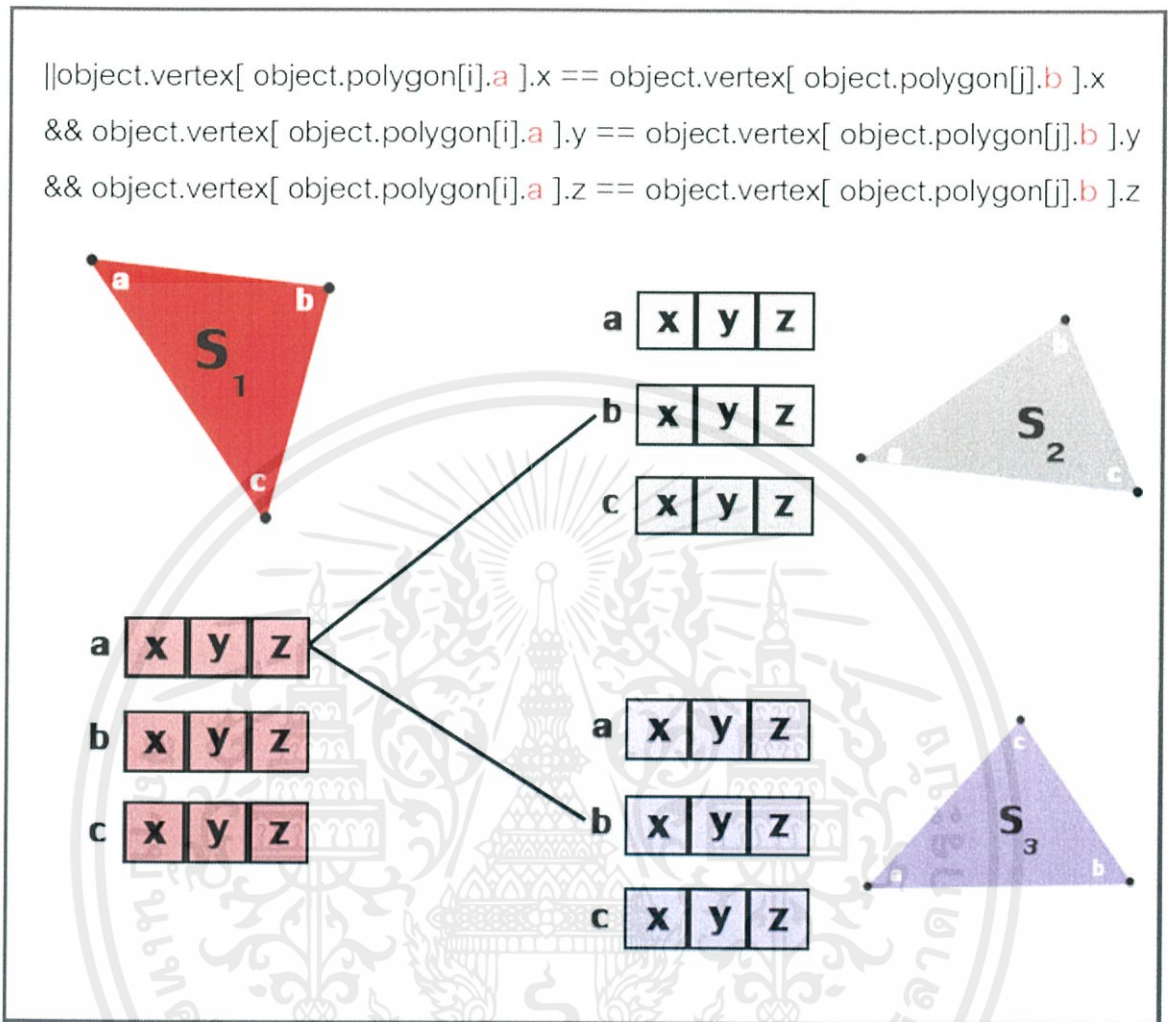 ||object.vertex[ object.polygon[i].a ].x == object.vertex[ object.polygon[j].b ].x
&& object.vertex[ object.polygon[i].a ].y == object.vertex[ object.polygon[j].b ].y
&& object.vertex[ object.polygon[i].a ].z == object.vertex[ object.polygon[j].b ].z
a
b
S1
c
a x y z
b x y z
c x y z
b
S2
a
c
a x y z
b x y z
c x y z
a x y z
b x y z
c x y z
c
S3
a
b